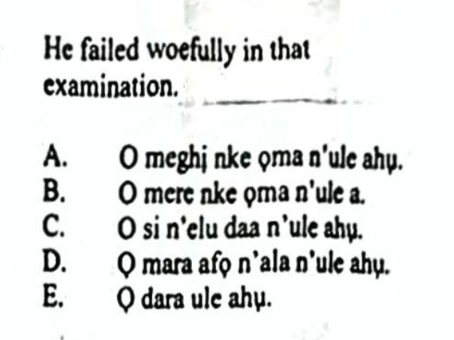 He failed woefully in that
examination.
A. O meghị nke ọma n'ule ahụ.
B. O mere nke ọma n'ule a.
C. O si n'elu daa n'ule ahụ.
D. Ọ mara afọ n'ala n'ule ahụ.
E. Ọ dara ule ahụ.